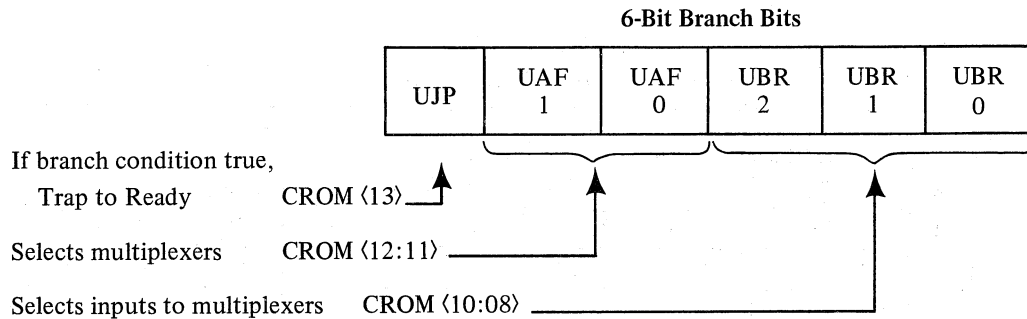 6-Bit Branch Bits
UJP
UAF
1
UAF
0
UBR
2
UBR
1
UBR
0
If branch condition true,
Trap to Ready CROM ⟨13⟩
Selects multiplexers CROM ⟨12:11⟩
Selects inputs to multiplexers CROM ⟨10:08⟩